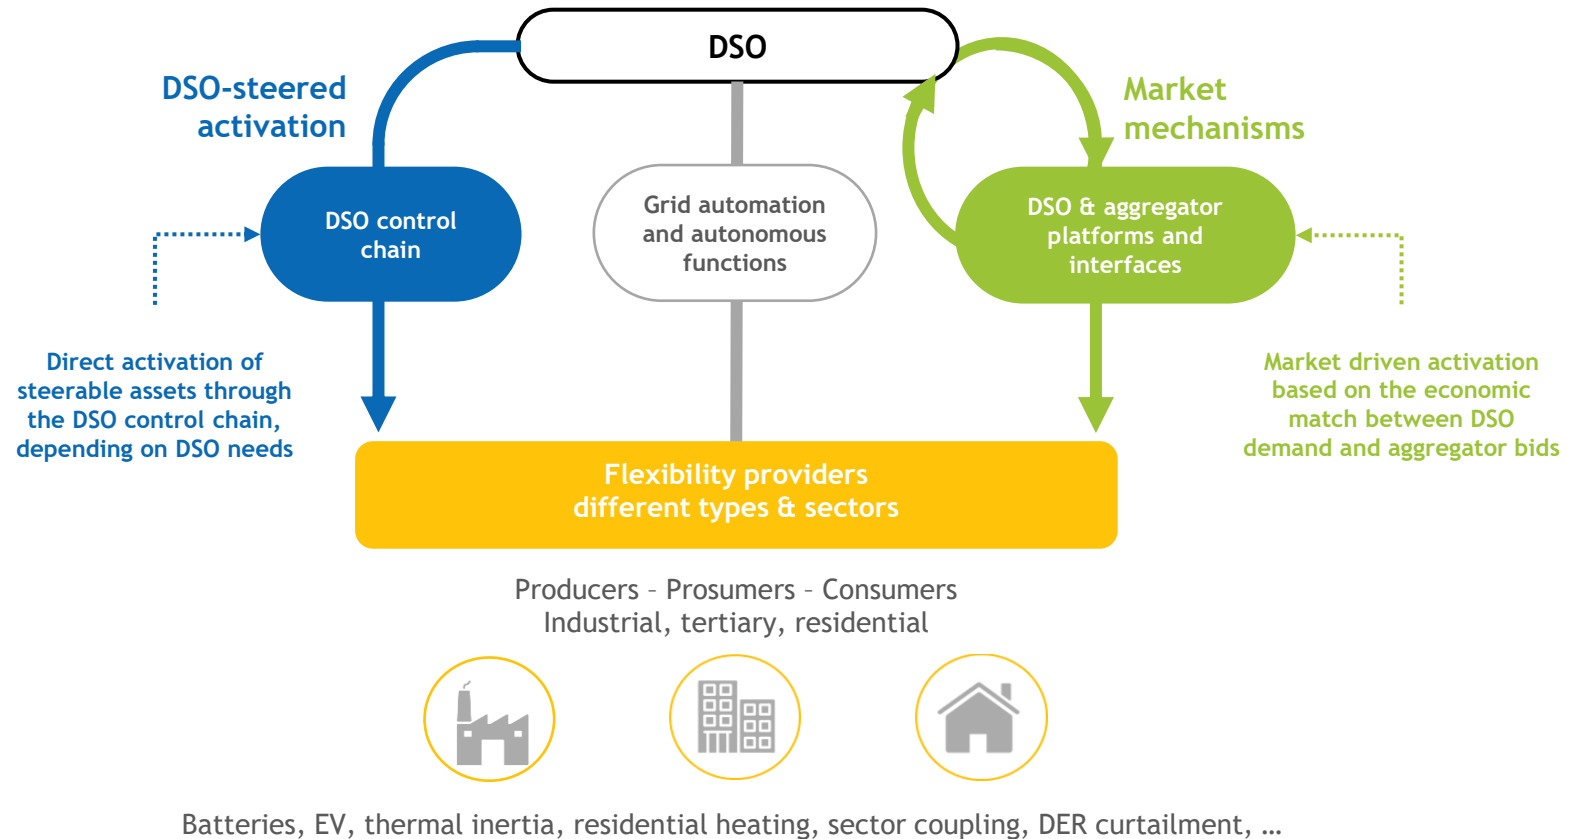 DSO
DSO-steered
activation
Market
mechanisms
DSO control
chain
Grid automation
and autonomous
functions
DSO & aggregator
platforms and
interfaces
Direct activation of
steerable assets through
the DSO control chain,
depending on DSO needs
Market driven activation
based on the economic
match between DSO
demand and aggregator bids
Flexibility providers
different types & sectors
Producers – Prosumers – Consumers
Industrial, tertiary, residential
Batteries, EV, thermal inertia, residential heating, sector coupling, DER curtailment, …